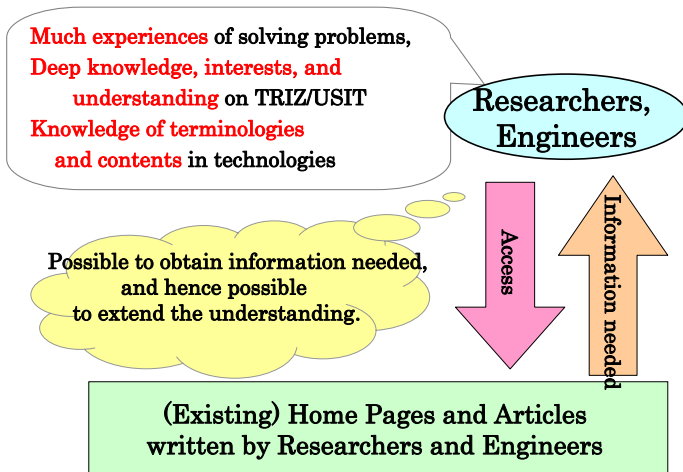 Much experiences of solving problems,
Deep knowledge, interests, and
understanding on TRIZ/USIT
Knowledge of terminologies
and contents in technologies
Researchers,
Engineers
Possible to obtain information needed,
and hence possible
to extend the understanding.
Access
Information needed
(Existing) Home Pages and Articles
written by Researchers and Engineers